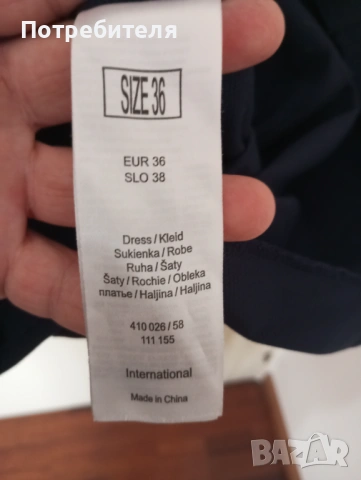 Потребителя
SIZE 36
EUR 36
SLO 38
Dress / Kleid
Sukienka / Robe
Ruha / Šaty
Šaty / Rochie / Obleka
платье / Haljina / Haljina
410 026 / 58
111 155
International
Made in China
BAZAR